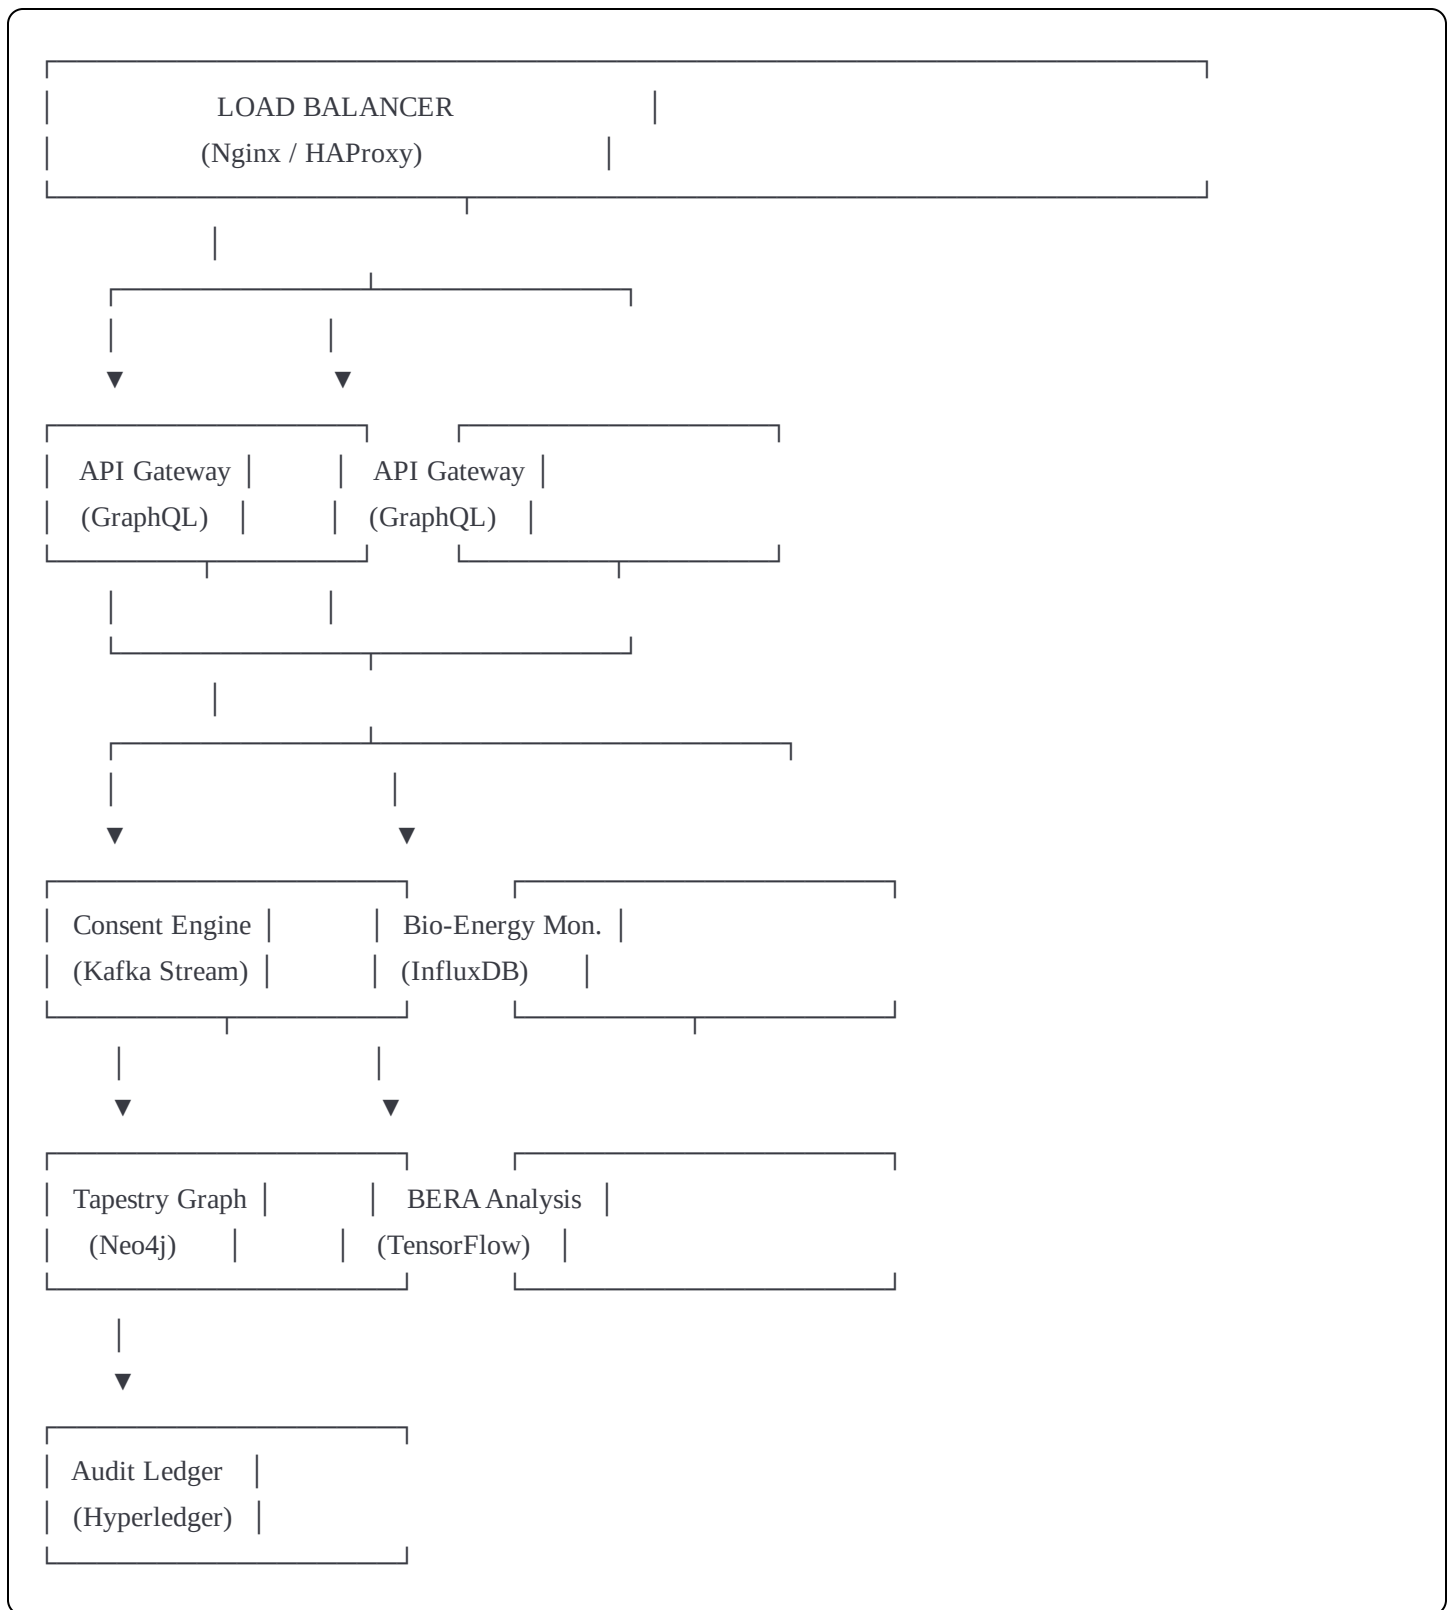 LOAD BALANCER
(Nginx / HAProxy)
API Gateway API Gateway
(GraphQL) (GraphQL)
Consent Engine Bio-Energy Mon.
(Kafka Stream) (InfluxDB)
Tapestry Graph BERA Analysis
(Neo4j) (TensorFlow)
Audit Ledger
(Hyperledger)